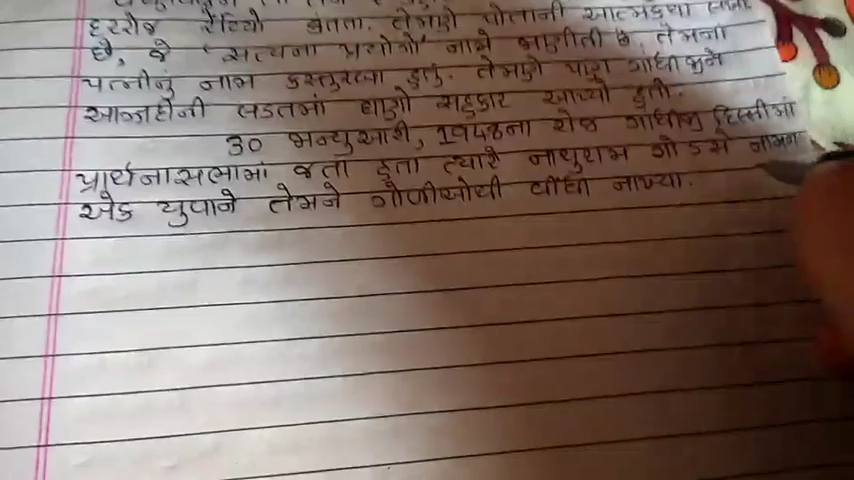 દરરોજ રેંટિયો કાંતતા. તેમણે પોતાની આત્મકથા લખી
છે, જે 'સત્યના પ્રયોગો' નામે જાણીતી છે. તેમની
પત્નીનું નામ કસ્તુરબા હતું. તેમણે પણ ગાંધીજીને
આઝાદીની લડતમાં ઘણો સહકાર આપ્યો હતો.
30 જાન્યુઆરી, 1948ના રોજ ગાંધીજી દિલ્લીમાં
પ્રાર્થનાસભામાં જતા હતા ત્યારે નાથુરામ ગોડસે નામના
એક યુવાને તેમને ગોળીઓથી વીંધી નાખ્યા.